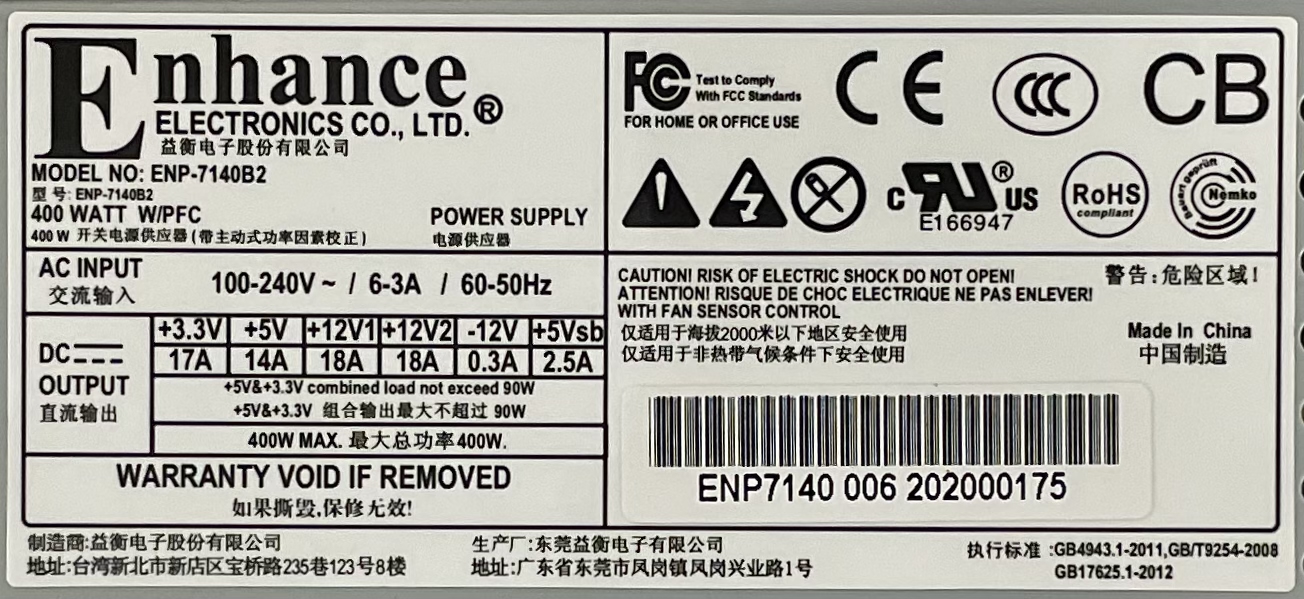 Enhance®
ELECTRONICS CO., LTD.
益衡电子股份有限公司
MODEL NO: ENP-7140B2
型号: ENP-7140B2
400 WATT W/PFC
POWER SUPPLY
400 W 开关电源供应器 (带主动式功率因素校正)
电源供应器
AC INPUT
交流输入
100-240V ~ / 6-3A / 60-50Hz
DC
OUTPUT
直流输出
+3.3V +5V +12V1 +12V2 -12V +5Vsb
17A 14A 18A 18A 0.3A 2.5A
+5V&+3.3V combined load not exceed 90W
+5V&+3.3V 组合输出最大不超过 90W
400W MAX. 最大总功率400W.
WARRANTY VOID IF REMOVED
如果撕毁,保修无效!
FC Test to Comply
With FCC Standards
FOR HOME OR OFFICE USE
CE
CCC
CB
c RU® US
E166947
RoHS
compliant
Bauart geprüft
Nemko
CAUTION! RISK OF ELECTRIC SHOCK DO NOT OPEN!
警告:危险区域!
ATTENTION! RISQUE DE CHOC ELECTRIQUE NE PAS ENLEVER!
WITH FAN SENSOR CONTROL
仅适用于海拔2000米以下地区安全使用
仅适用于非热带气候条件下安全使用
Made In China
中国制造
ENP7140 006 202000175
制造商:益衡电子股份有限公司
地址:台湾新北市新店区宝桥路235巷123号8楼
生产厂:东莞益衡电子有限公司
地址:广东省东莞市凤岗镇凤岗兴业路1号
执行标准 :GB4943.1-2011,GB/T9254-2008
GB17625.1-2012